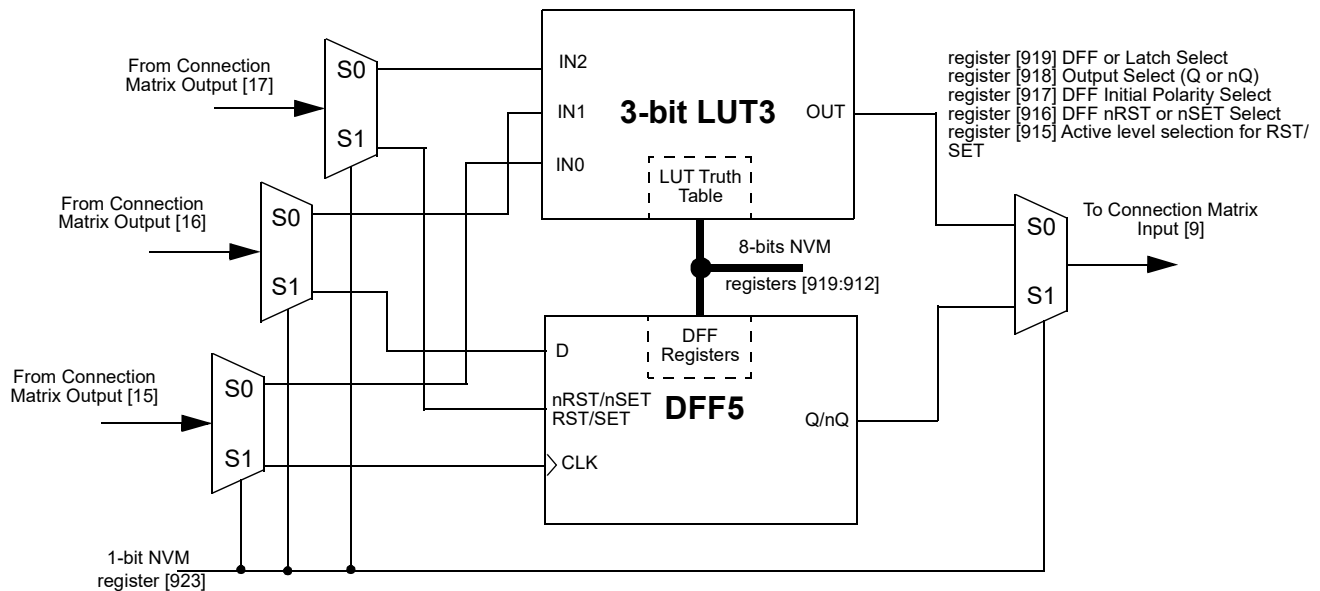 From Connection
Matrix Output [17]
S0
S1
From Connection
Matrix Output [16]
S0
S1
From Connection
Matrix Output [15]
S0
S1
1-bit NVM
register [923]
IN2
IN1
IN0
3-bit LUT3
OUT
LUT Truth
Table
8-bits NVM
registers [919:912]
DFF
Registers
D
nRST/nSET
RST/SET
CLK
DFF5
Q/nQ
register [919] DFF or Latch Select
register [918] Output Select (Q or nQ)
register [917] DFF Initial Polarity Select
register [916] DFF nRST or nSET Select
register [915] Active level selection for RST/
SET
S0
S1
To Connection Matrix
Input [9]